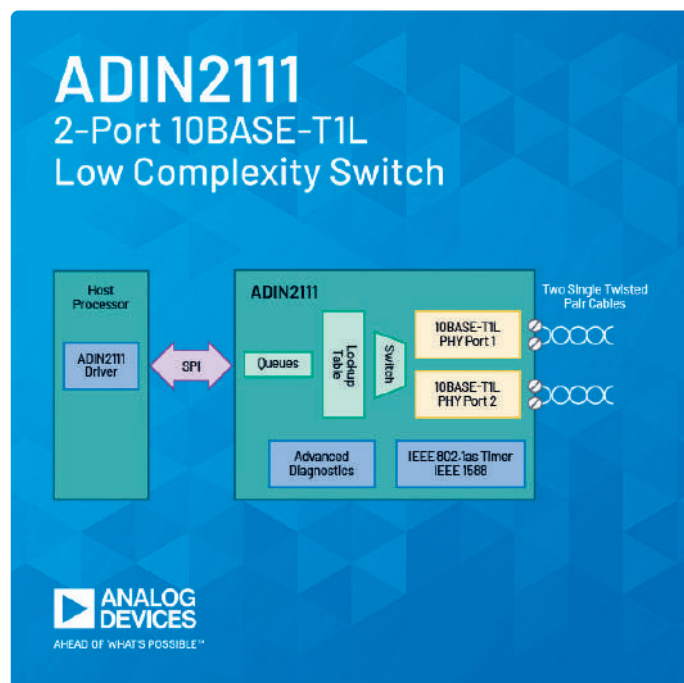 ADIN2111
2-Port 10BASE-T1L
Low Complexity Switch
Host
Processor
ADIN2111
Driver
SPI
ADIN2111
Queues
Lookup
Table
Switch
10BASE-T1L
PHY Port 1
10BASE-T1L
PHY Port 2
Advanced
Diagnostics
IEEE 802.1as Timer
IEEE 1588
Two Single Twisted
Pair Cables
ANALOG
DEVICES
AHEAD OF WHAT'S POSSIBLE™